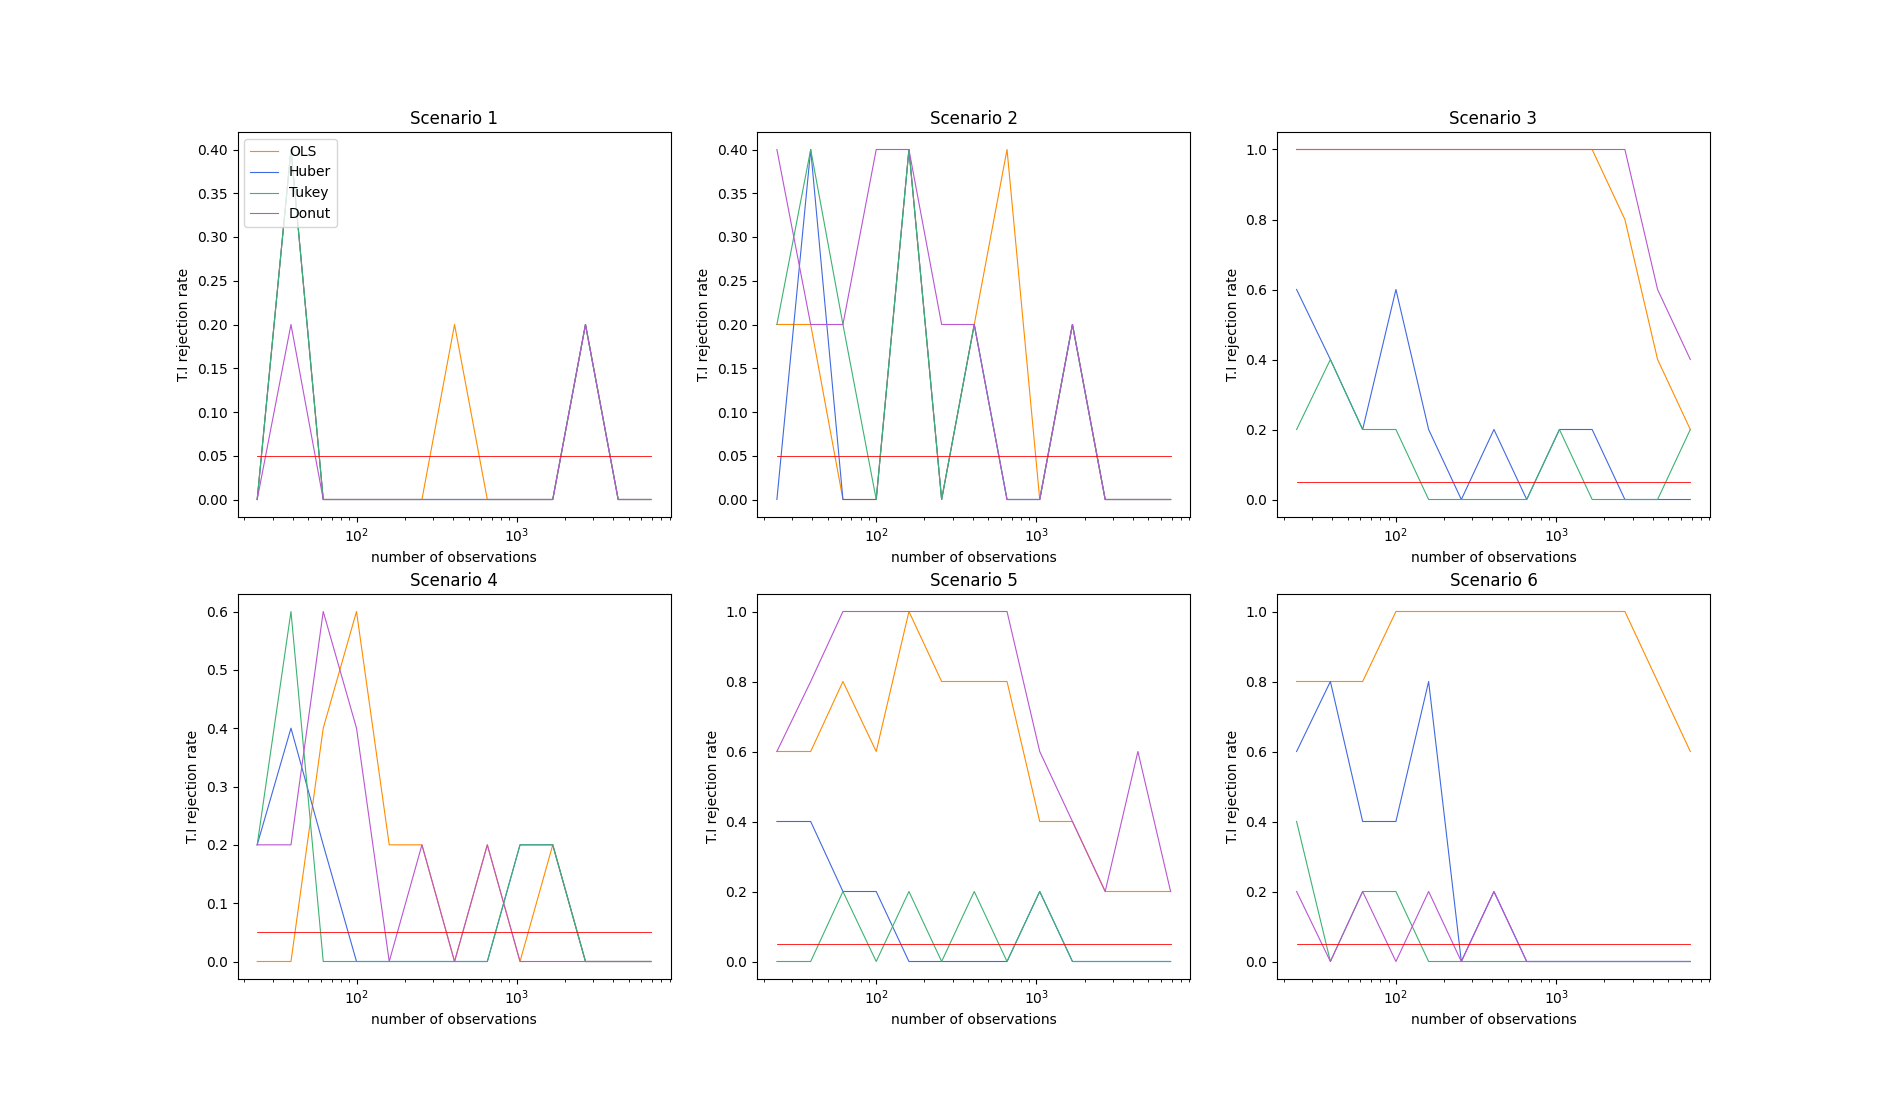 Scenario 1
0.40
0.35
0.30
0.25
0.20
0.15
0.10
0.05
0.00
T.I rejection rate
OLS
Huber
Tukey
Donut
10² 10³
number of observations
Scenario 2
0.40
0.35
0.30
0.25
0.20
0.15
0.10
0.05
0.00
T.I rejection rate
10² 10³
number of observations
Scenario 3
1.0
0.8
0.6
0.4
0.2
0.0
T.I rejection rate
10² 10³
number of observations
Scenario 4
0.6
0.5
0.4
0.3
0.2
0.1
0.0
T.I rejection rate
10² 10³
number of observations
Scenario 5
1.0
0.8
0.6
0.4
0.2
0.0
T.I rejection rate
10² 10³
number of observations
Scenario 6
1.0
0.8
0.6
0.4
0.2
0.0
T.I rejection rate
10² 10³
number of observations